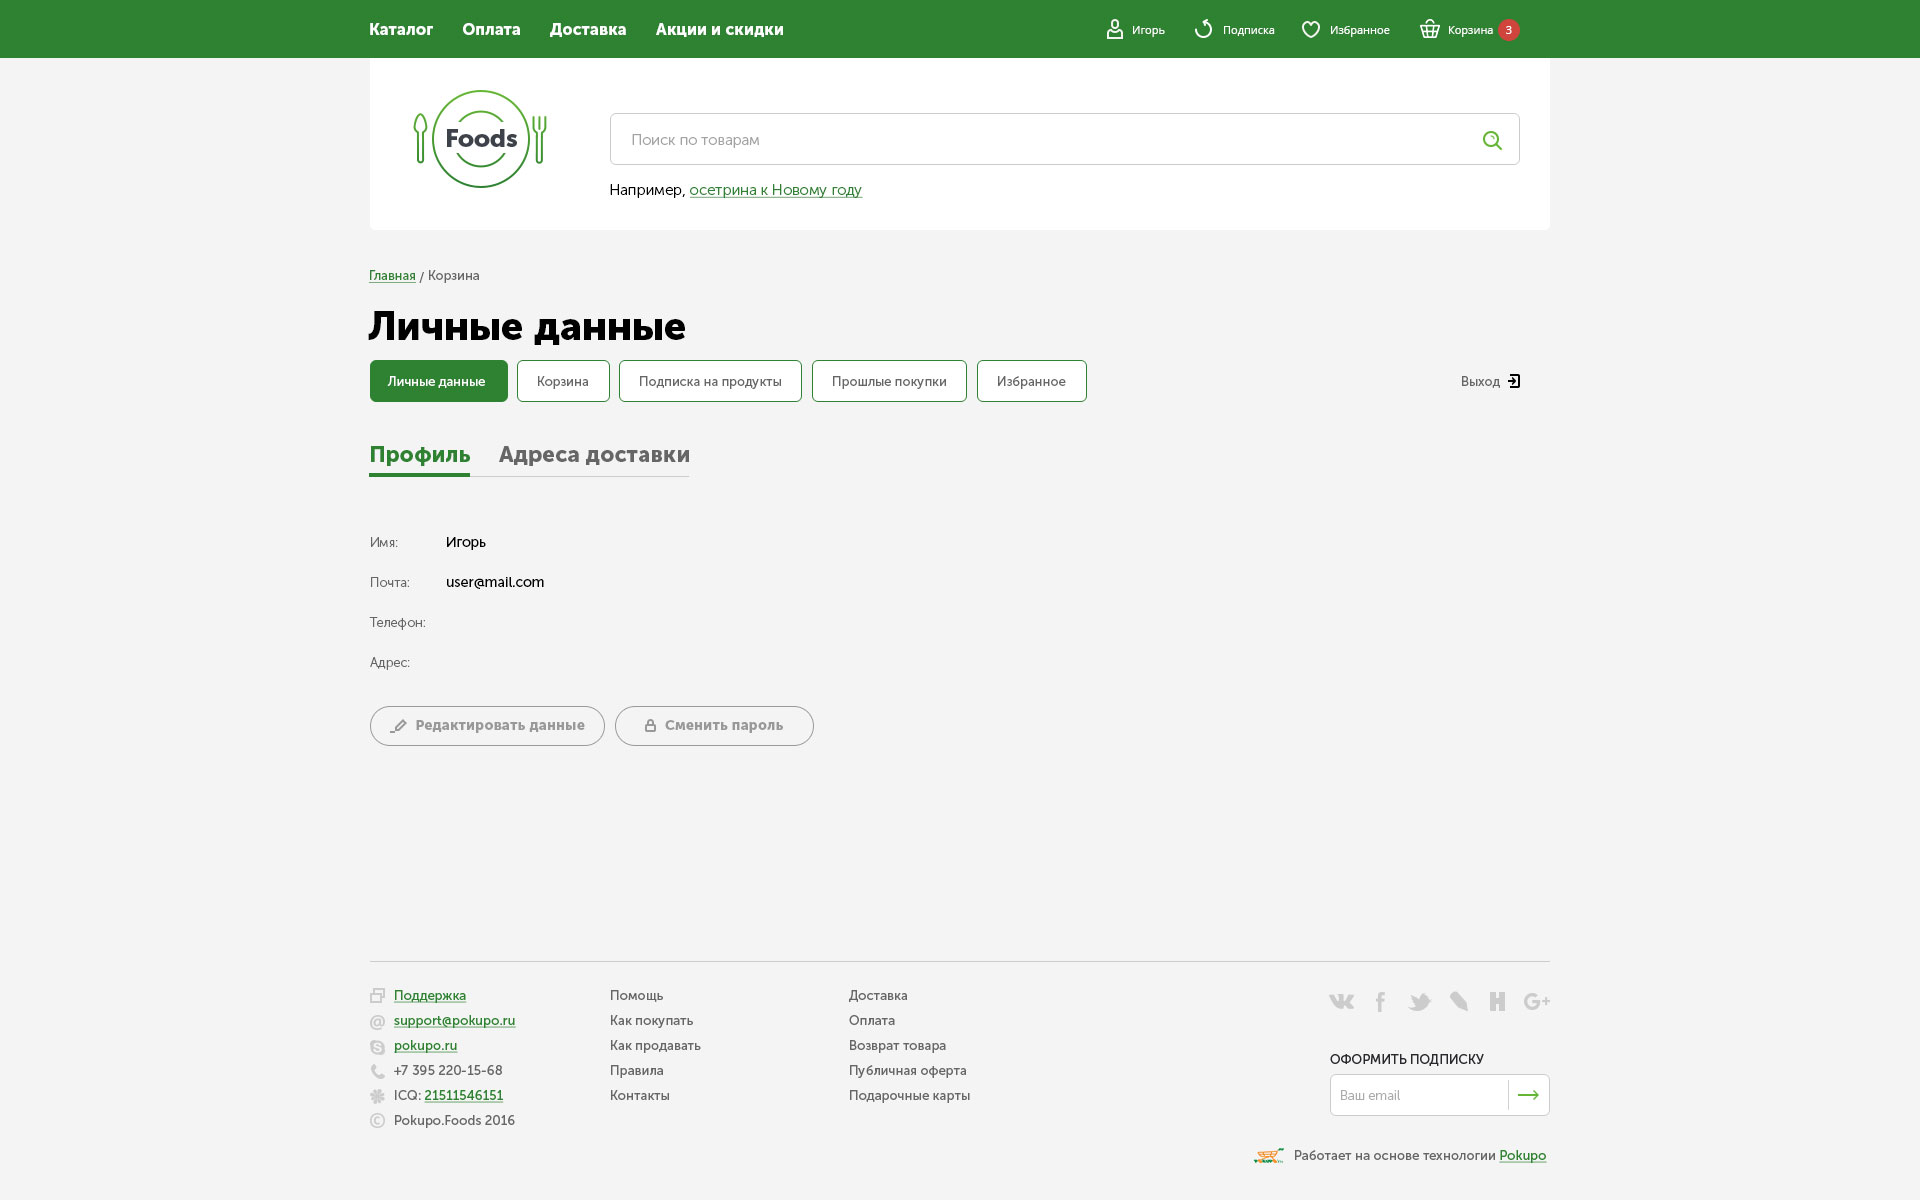 Каталог Оплата Доставка Акции и скидки Игорь Подписка Избранное Корзина 3
Foods
Поиск по товарам
Например, осетрина к Новому году
Главная / Корзина
Личные данные
Личные данные Корзина Подписка на продукты Прошлые покупки Избранное Выход
Профиль Адреса доставки
Имя: Игорь
Почта: user@mail.com
Телефон:
Адрес:
Редактировать данные Сменить пароль
Поддержка Помощь Доставка
support@pokupo.ru Как покупать Оплата
pokupo.ru Как продавать Возврат товара
+7 395 220-15-68 Правила Публичная оферта
ICQ: 21511546151 Контакты Подарочные карты
© Pokupo.Foods 2016
ОФОРМИТЬ ПОДПИСКУ
Ваш email
Работает на основе технологии Pokupo